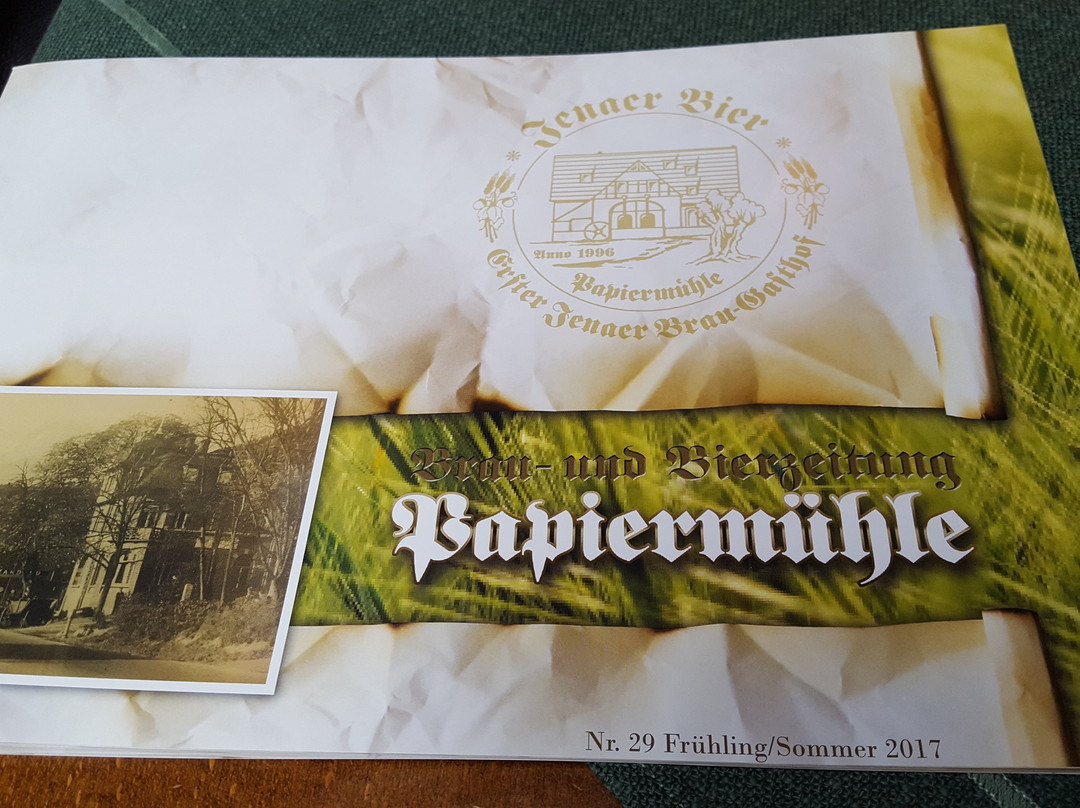 Jenaer Bier
Anno 1996
Papiermühle
Erster Jenaer Brau-Gasthof
Brau- und Bierzeitung
Papiermühle
Nr. 29 Frühling/Sommer 2017